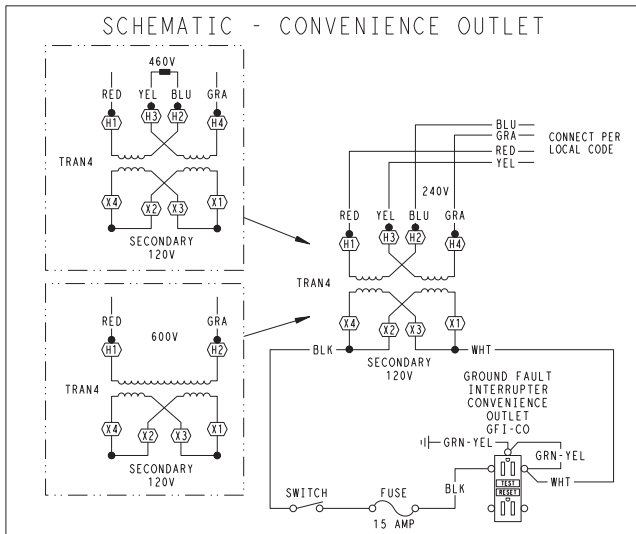 SCHEMATIC - CONVENIENCE OUTLET
460V
RED YEL BLU GRA
H1 H3 H2 H4
TRAN4
X4 X2 X3 X1
SECONDARY
120V
600V
RED GRA
H1 H2
TRAN4
X4 X2 X3 X1
SECONDARY
120V
BLU
GRA
RED
YEL
CONNECT PER
LOCAL CODE
240V
RED YEL BLU GRA
H1 H3 H2 H4
TRAN4
X4 X2 X3 X1
BLK
WHT
SECONDARY
120V
GROUND FAULT
INTERRUPTER
CONVENIENCE
OUTLET
GFI-CO
GRN-YEL
GRN-YEL
WHT
TEST
RESET
BLK
SWITCH
FUSE
15 AMP